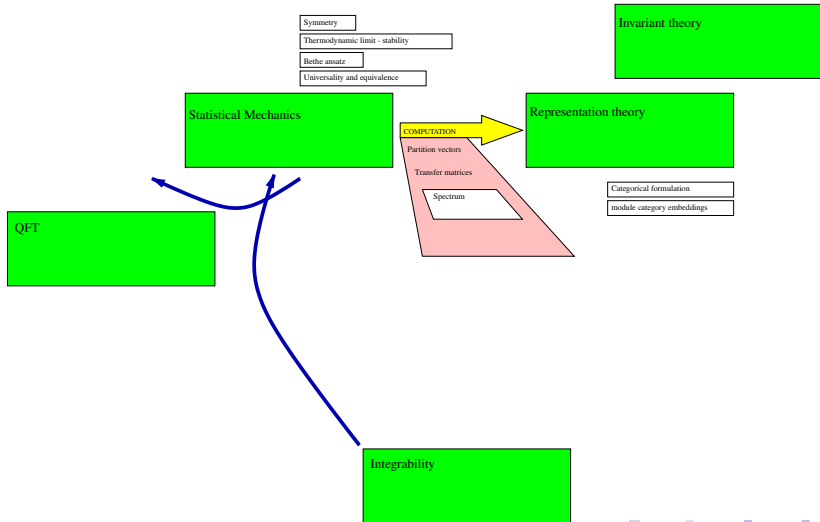 Symmetry
Thermodynamic limit - stability
Bethe ansatz
Universality and equivalence
Invariant theory
Statistical Mechanics
COMPUTATION
Representation theory
Partition vectors
Transfer matrices
Spectrum
Categorical formulation
module category embeddings
QFT
Integrability